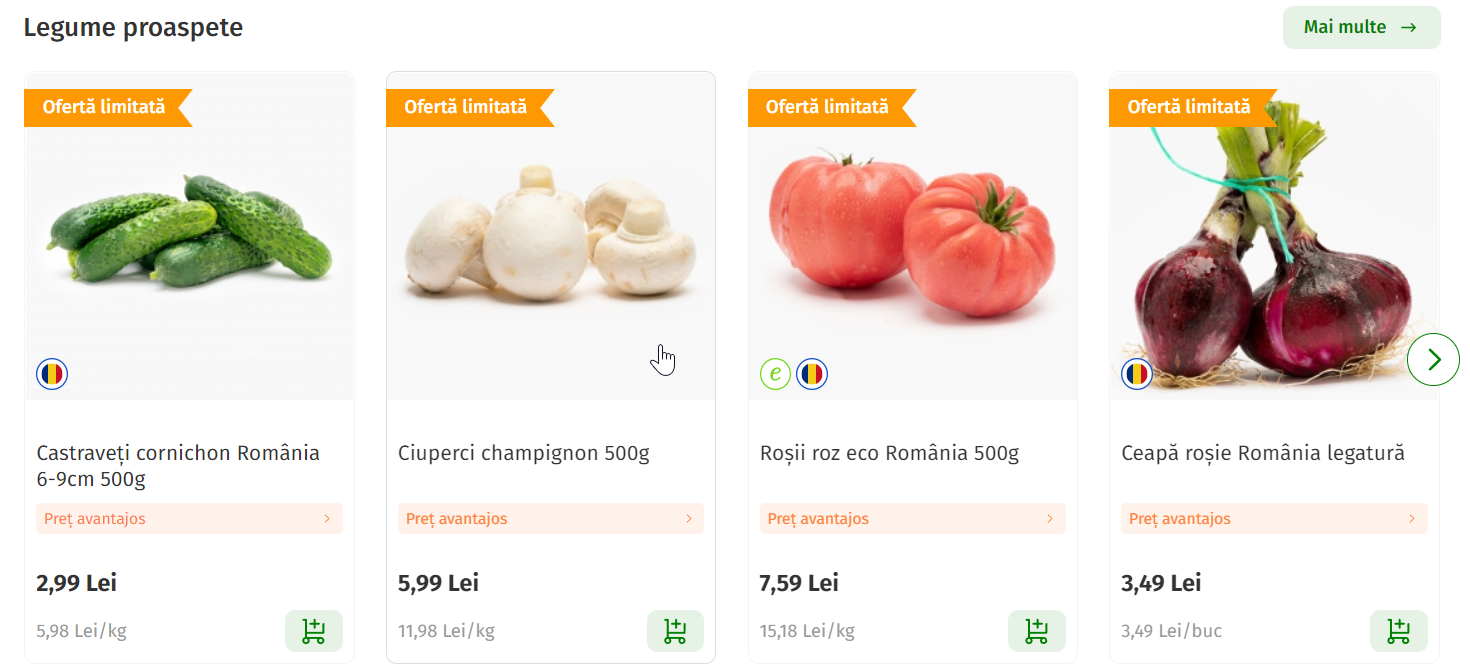 Legume proaspete
Mai multe
Ofertă limitată
Ofertă limitată
Ofertă limitată
Ofertă limitată
e
Castraveți cornichon România
6-9cm 500g
Ciuperci champignon 500g
Roșii roz eco România 500g
Ceapă roșie România legatură
Preț avantajos
Preț avantajos
Preț avantajos
Preț avantajos
2,99 Lei
5,99 Lei
7,59 Lei
3,49 Lei
5,98 Lei/kg
11,98 Lei/kg
15,18 Lei/kg
3,49 Lei/buc